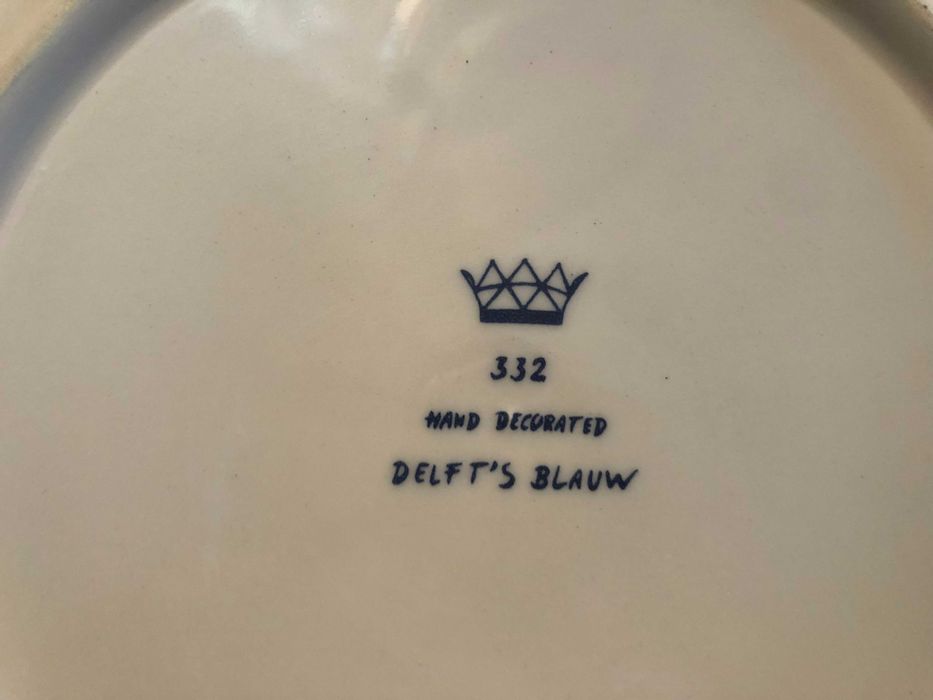 332
HAND DECORATED
DELFT'S BLAUW